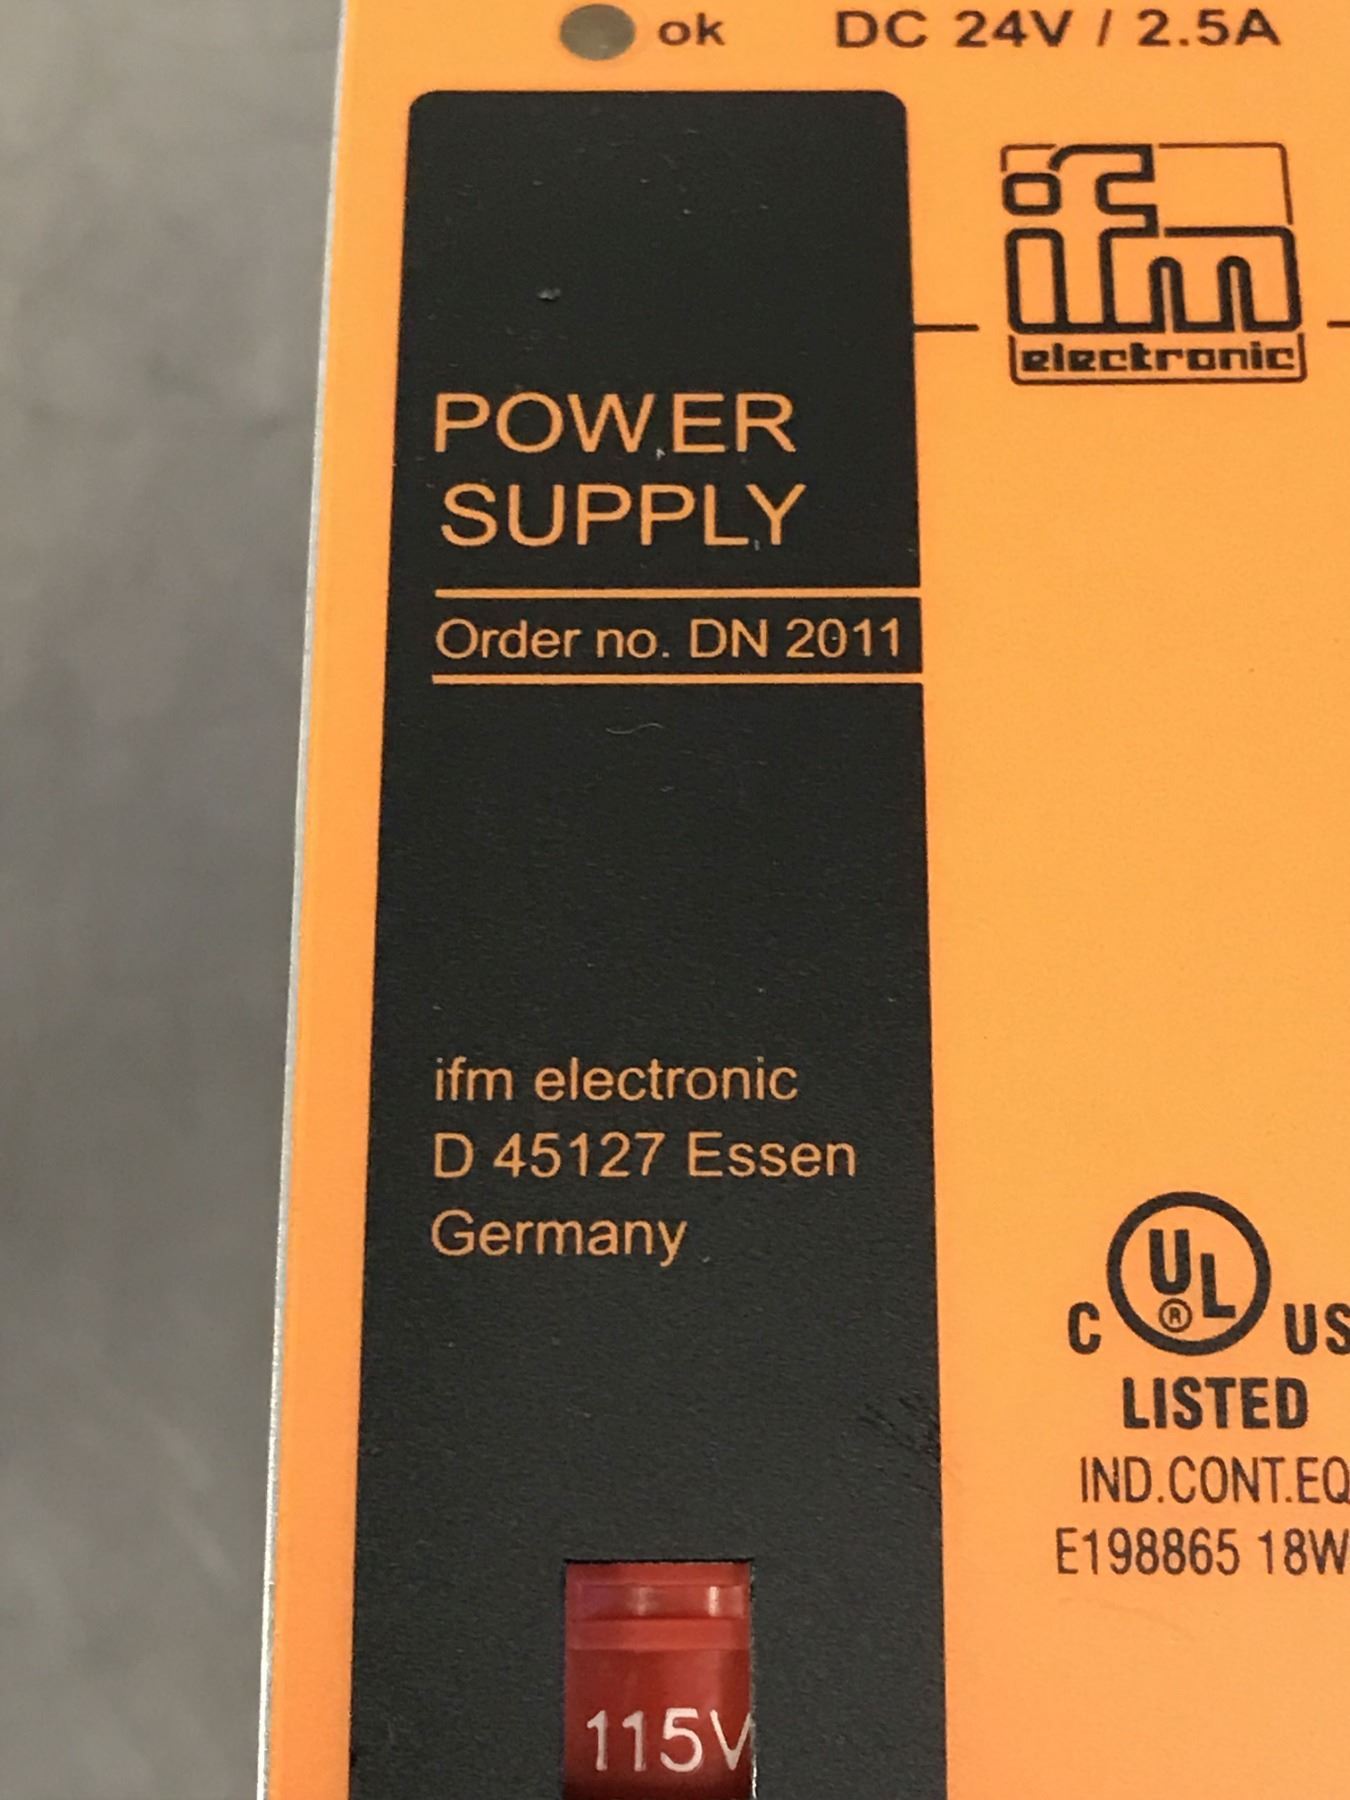 ok DC 24V / 2.5A
ifm
electronic
POWER
SUPPLY
Order no. DN 2011
ifm electronic
D 45127 Essen
Germany
C UL ® US
LISTED
IND.CONT.EQ
E198865 18W
115V